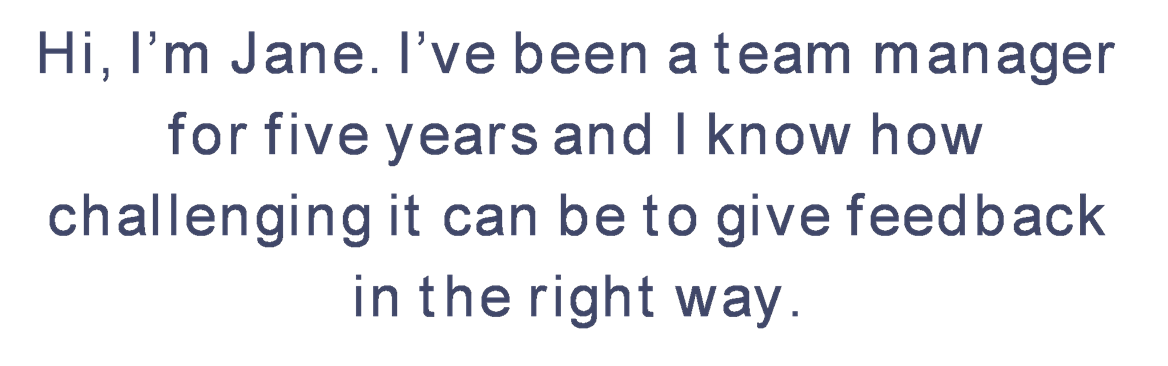 Hi, I’m Jane. I’ve been a team manager
for five years and I know how
challenging it can be to give feedback
in the right way.